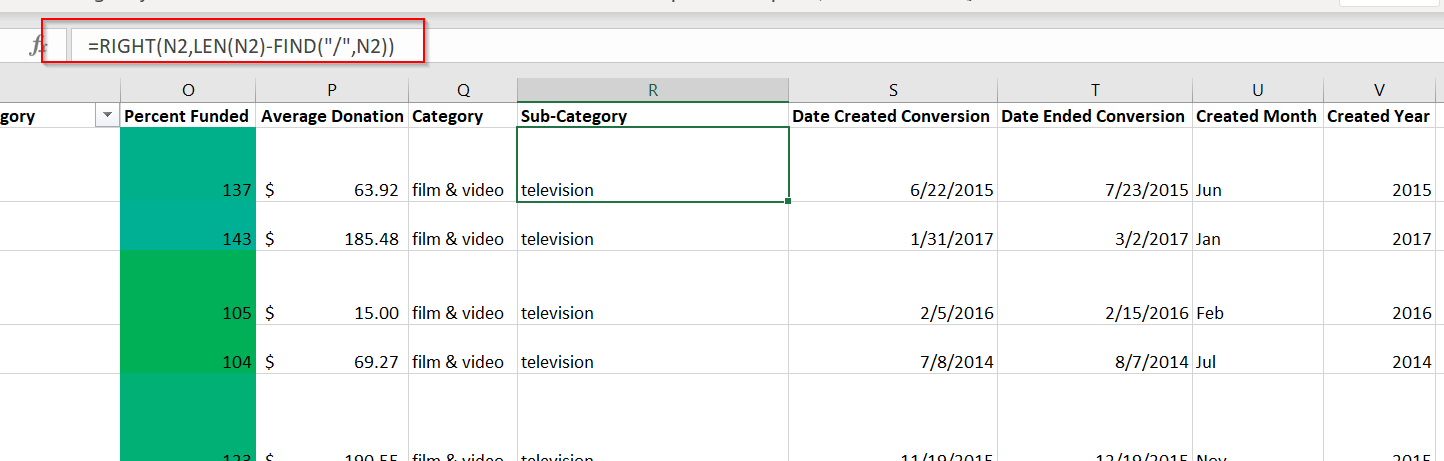 fx
=RIGHT(N2,LEN(N2)-FIND("/",N2))
O P Q R S T U V
gory Percent Funded Average Donation Category Sub-Category Date Created Conversion Date Ended Conversion Created Month Created Year
137 $ 63.92 film & video television 6/22/2015 7/23/2015 Jun 2015
143 $ 185.48 film & video television 1/31/2017 3/2/2017 Jan 2017
105 $ 15.00 film & video television 2/5/2016 2/15/2016 Feb 2016
104 $ 69.27 film & video television 7/8/2014 8/7/2014 Jul 2014
123 $ 190.55 film & video television 11/19/2015 12/19/2015 Nov 2015